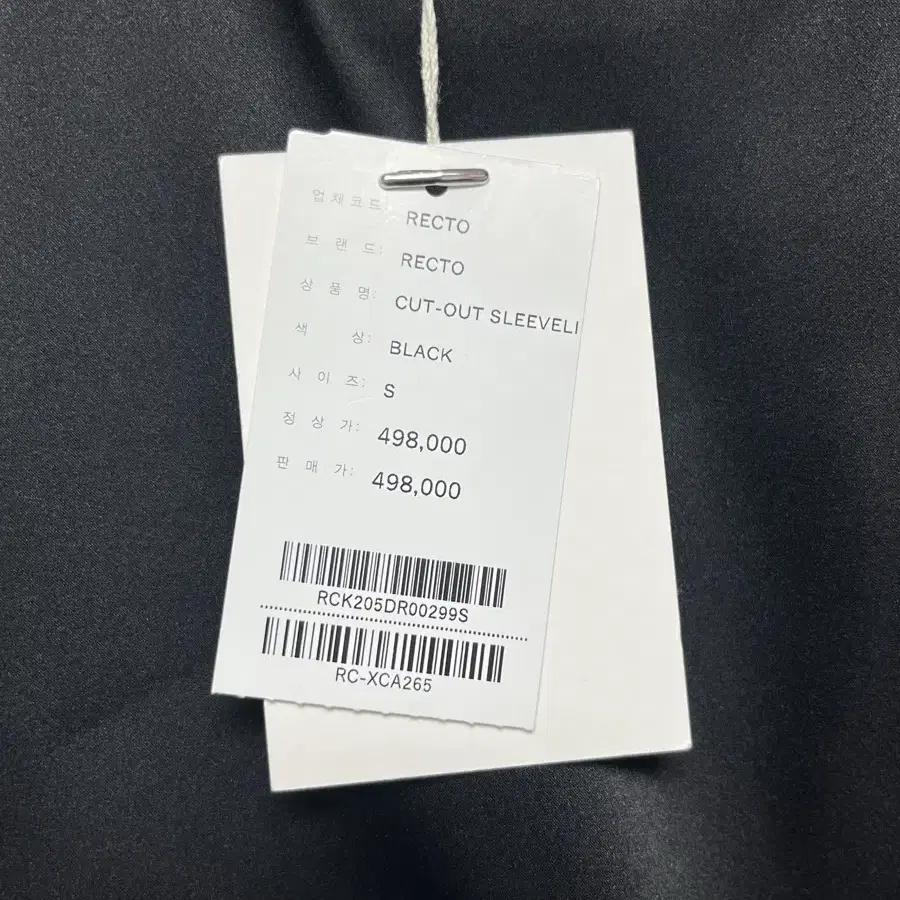 업체코드: RECTO
브랜드: RECTO
상품명: CUT-OUT SLEEVELI
색상: BLACK
사이즈: S
정상가: 498,000
판매가: 498,000
RCK205DR00299S
RC-XCA265